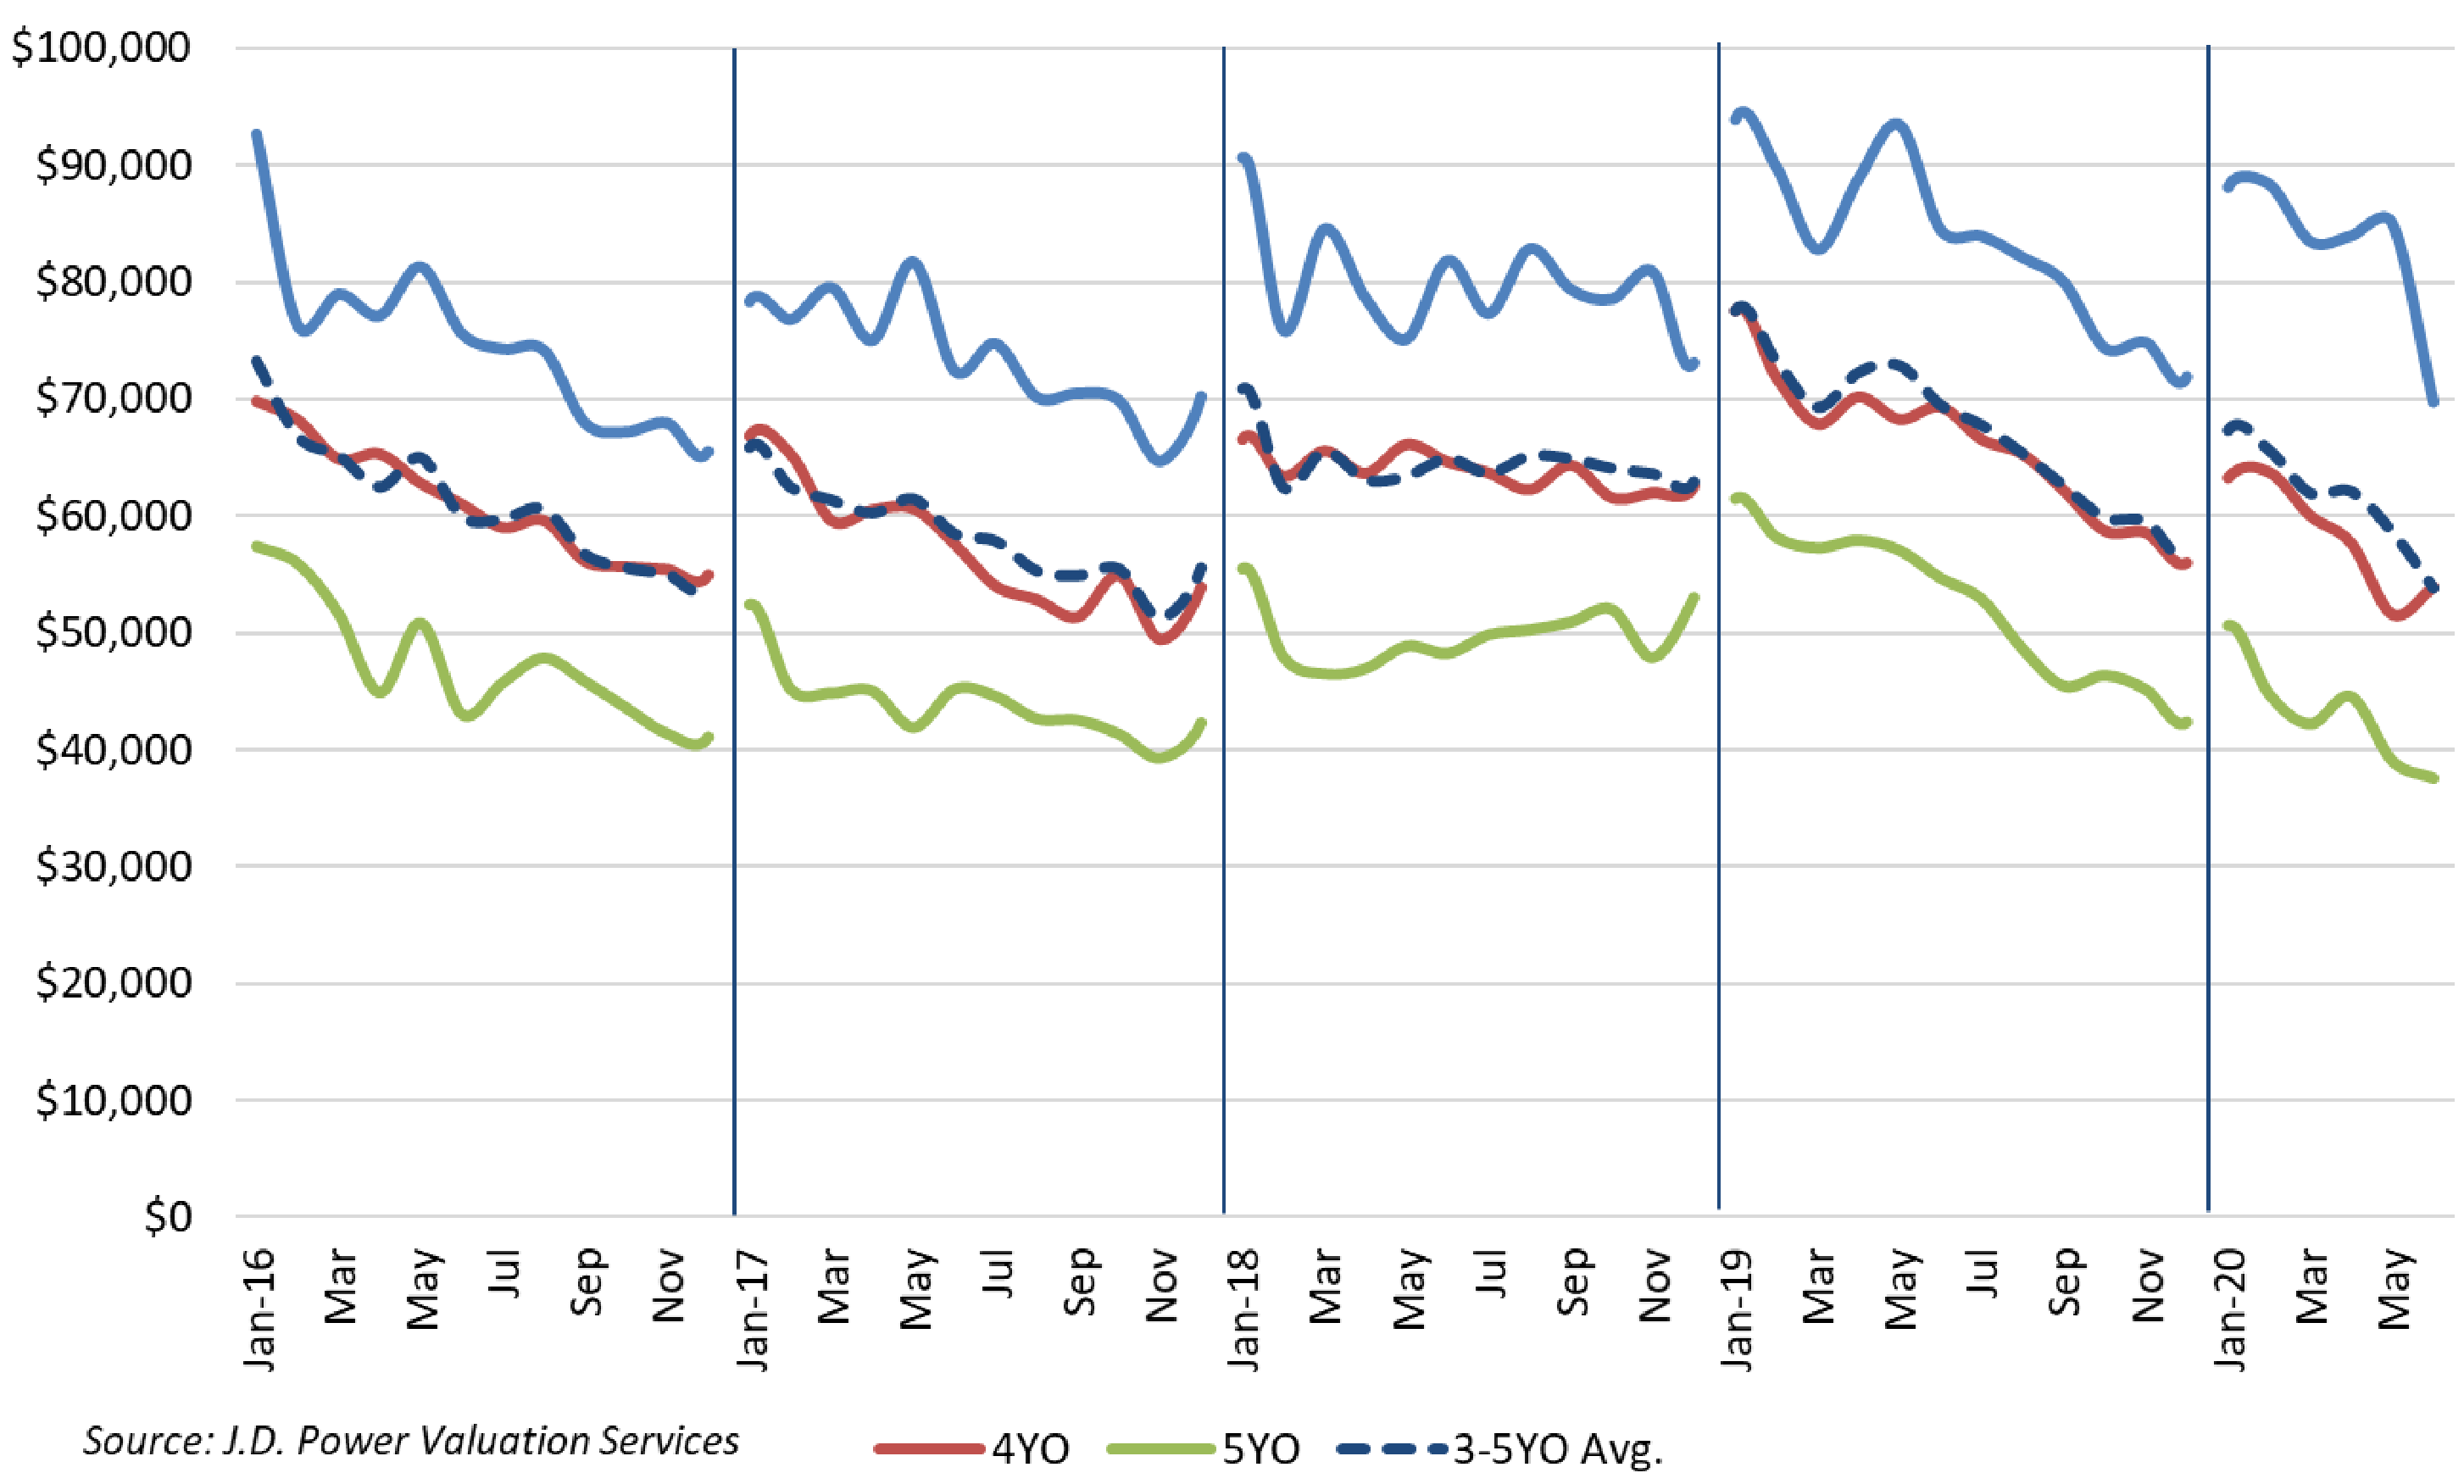 $100,000
$90,000
$80,000
$70,000
$60,000
$50,000
$40,000
$30,000
$20,000
$10,000
$0
Jan-16
Mar
May
Jul
Sep
Nov
Jan-17
Mar
May
Jul
Sep
Nov
Jan-18
Mar
May
Jul
Sep
Nov
Jan-19
Mar
May
Jul
Sep
Nov
Jan-20
Mar
May
Source: J.D. Power Valuation Services
4YO
5YO
3-5YO Avg.